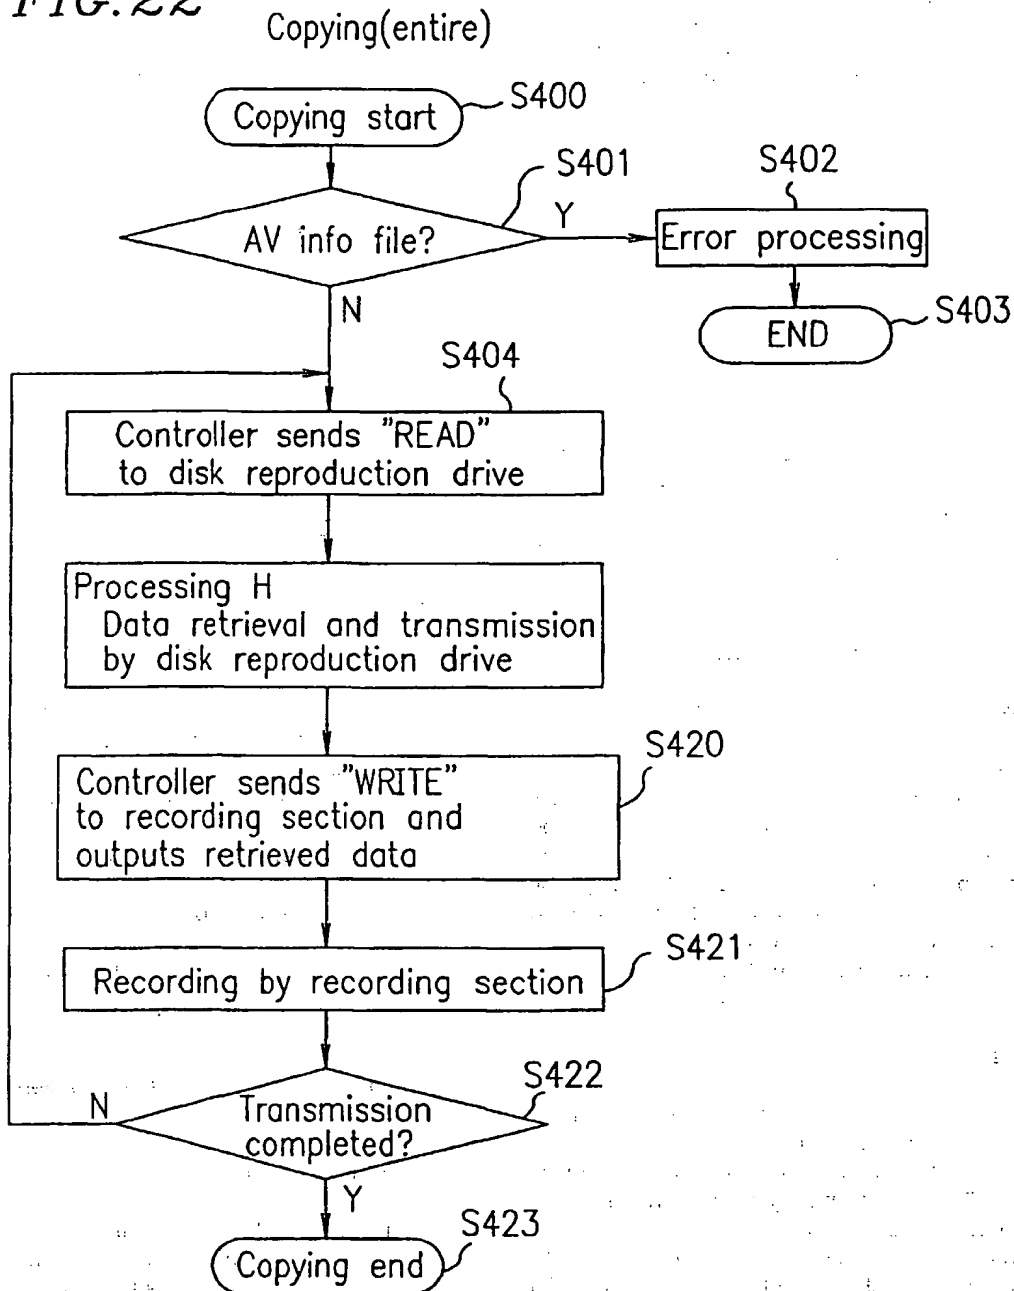 FIG.22
Copying(entire)
Copying start
S400
S401
S402
AV info file?
Y
Error processing
N
S403
END
S404
Controller sends "READ"
to disk reproduction drive
Processing H
Data retrieval and transmission
by disk reproduction drive
S420
Controller sends "WRITE"
to recording section and
outputs retrieved data
S421
Recording by recording section
S422
N
Transmission
completed?
Y
S423
Copying end